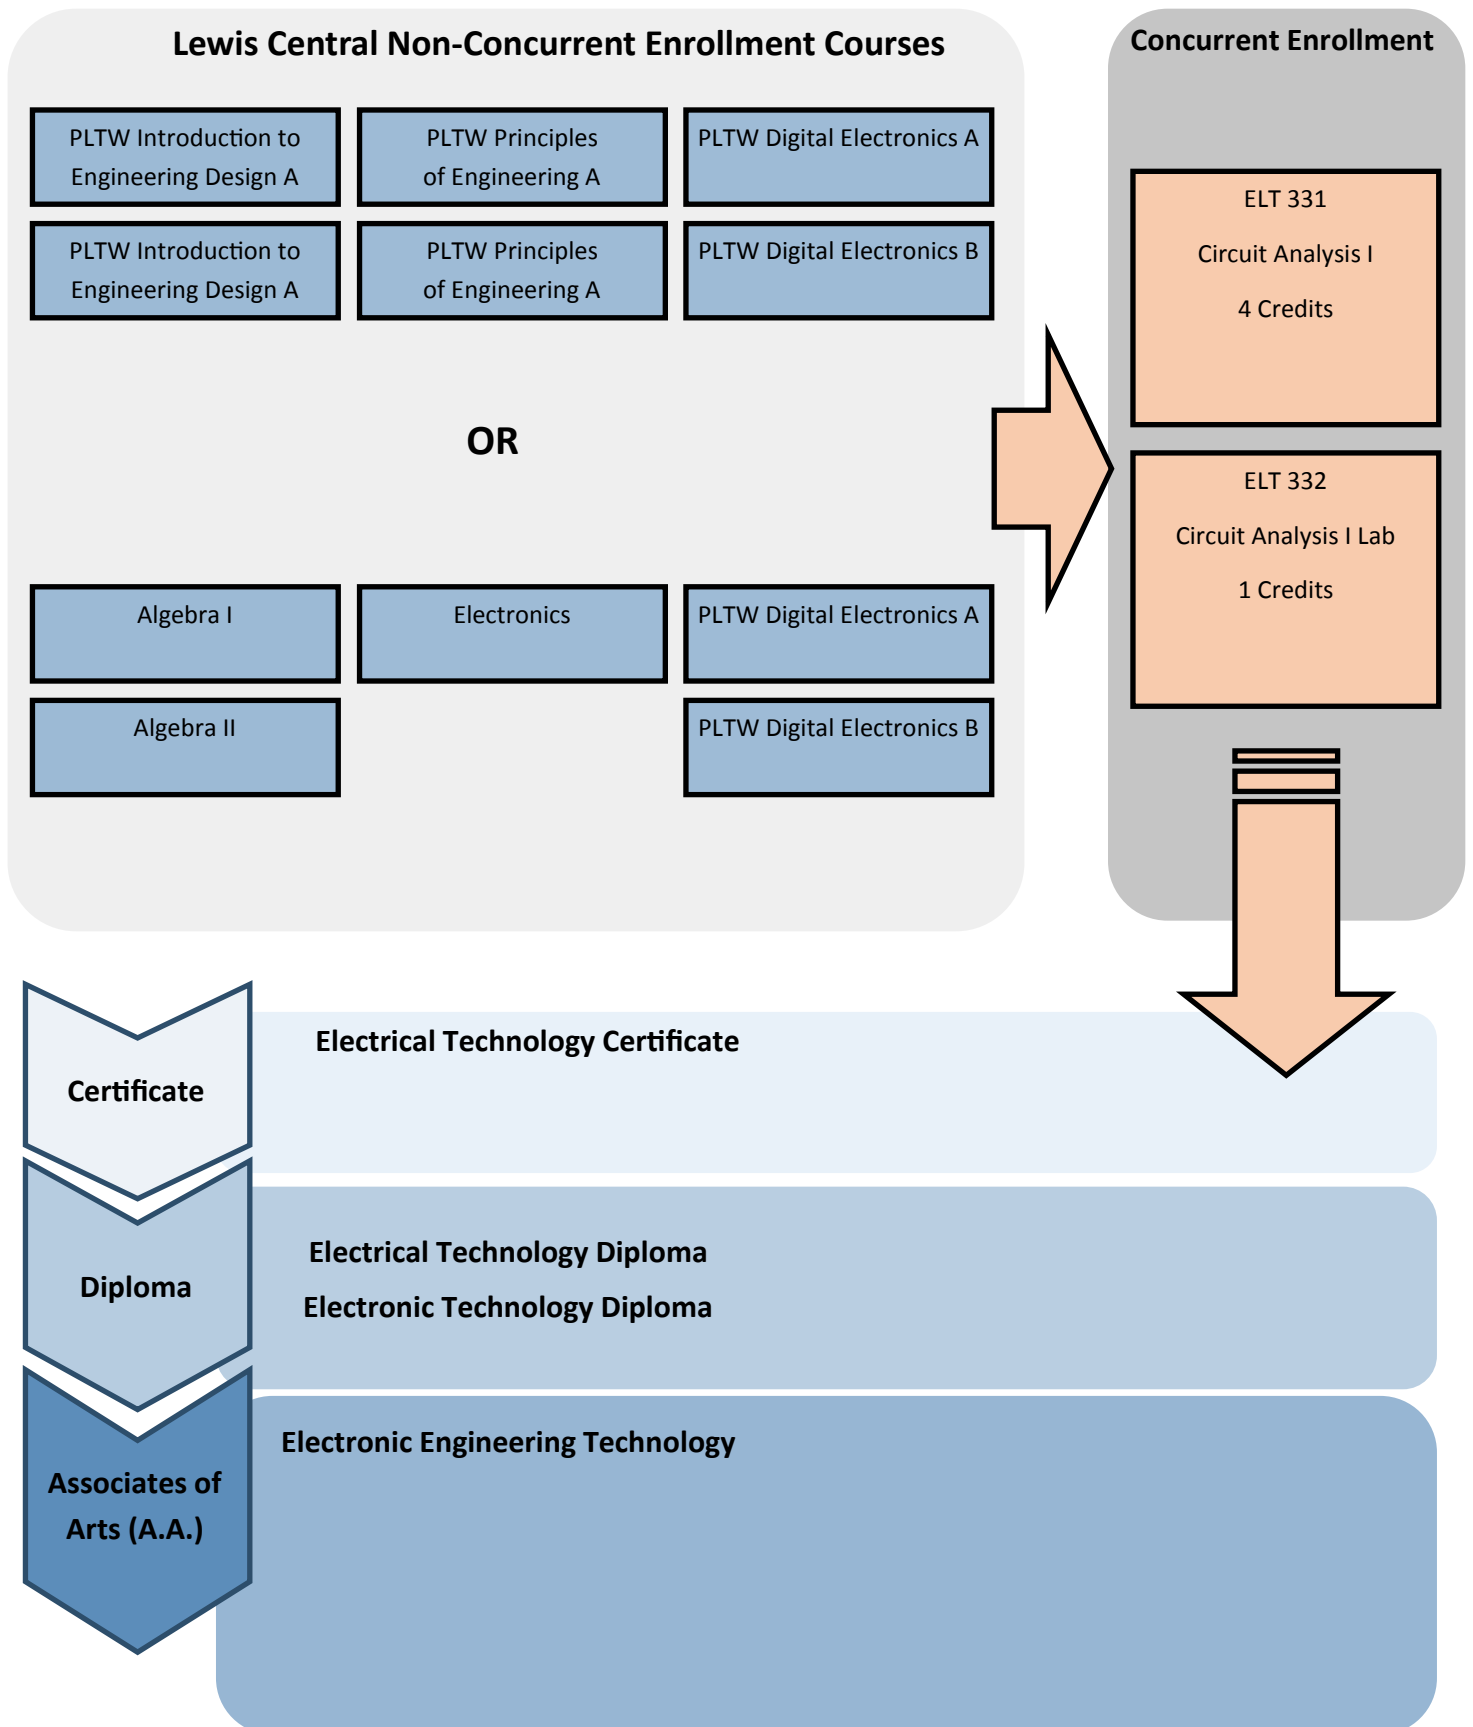 Lewis Central Non-Concurrent Enrollment Courses
PLTW Introduction to
Engineering Design A
PLTW Principles
of Engineering A
PLTW Digital Electronics A
PLTW Introduction to
Engineering Design A
PLTW Principles
of Engineering A
PLTW Digital Electronics B
OR
Algebra I
Electronics
PLTW Digital Electronics A
Algebra II
PLTW Digital Electronics B
Concurrent Enrollment
ELT 331
Circuit Analysis I
4 Credits
ELT 332
Circuit Analysis I Lab
1 Credits
Certificate
Electrical Technology Certificate
Diploma
Electrical Technology Diploma
Electronic Technology Diploma
Associates of
Arts (A.A.)
Electronic Engineering Technology